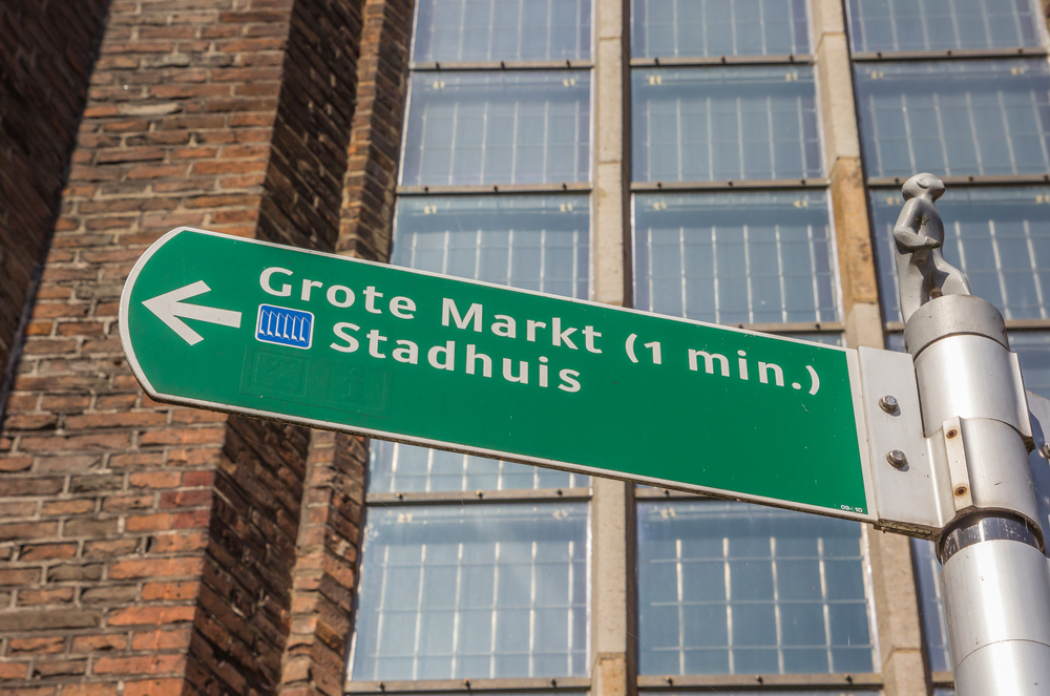 Grote Markt (1 min.)
Stadhuis